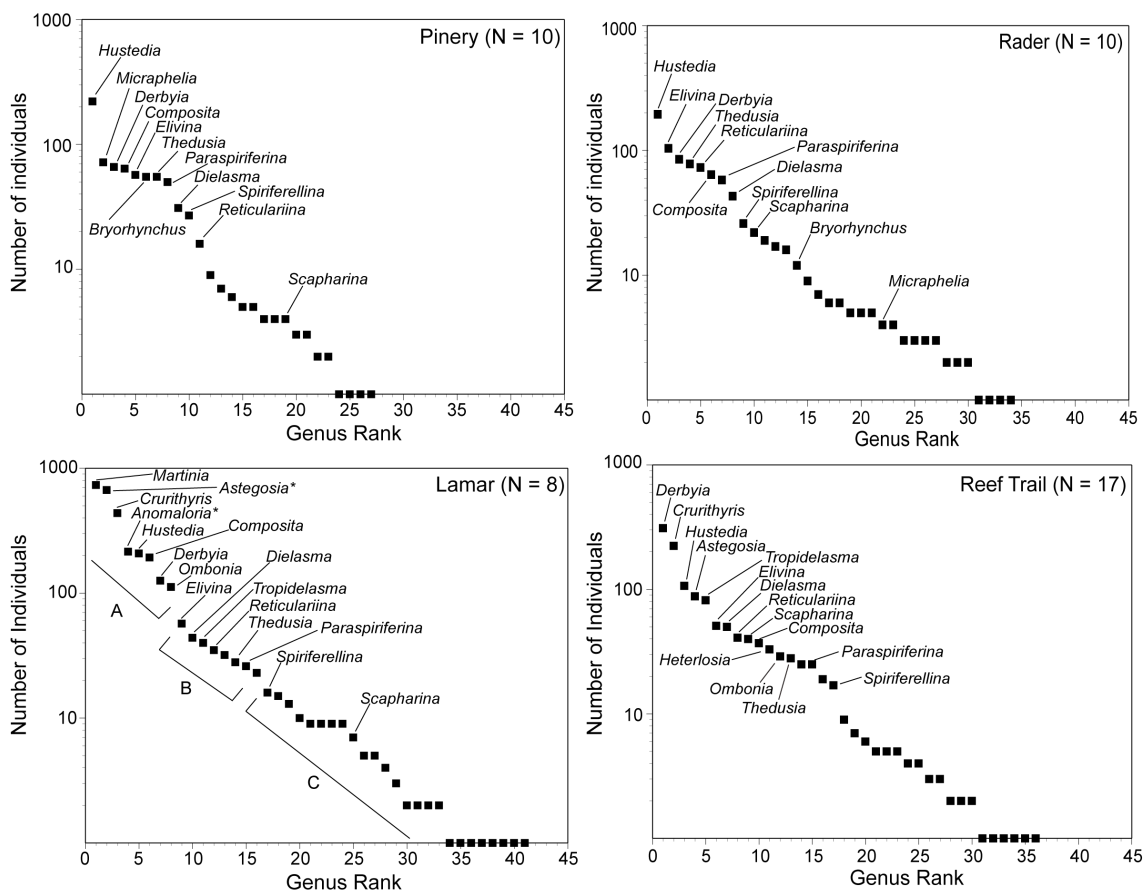 Pinery (N = 10)
Number of individuals
1000
100
10
Hustedia
Micraphelia
Derbyia
Composita
Elivina
Thedusia
Paraspiriferina
Dielasma
Spiriferellina
Bryorhynchus
Reticulariina
Scapharina
0 5 10 15 20 25 30 35 40 45
Genus Rank
Rader (N = 10)
Number of individuals
1000
100
10
Hustedia
Elivina
Derbyia
Thedusia
Reticulariina
Paraspiriferina
Dielasma
Composita
Spiriferellina
Scapharina
Bryorhynchus
Micraphelia
0 5 10 15 20 25 30 35 40 45
Genus Rank
Lamar (N = 8)
Number of Individuals
1000
100
10
Martinia
Astegosia*
Crurithyris
Anomaloria*
Hustedia
Composita
Derbyia
Dielasma
Ombonia
Elivina
Tropidelasma
Reticulariina
Thedusia
Paraspiriferina
Spiriferellina
Scapharina
A
B
C
0 5 10 15 20 25 30 35 40 45
Genus Rank
Reef Trail (N = 17)
Number of Individuals
1000
100
10
Derbyia
Crurithyris
Hustedia
Astegosia
Tropidelasma
Elivina
Dielasma
Reticulariina
Scapharina
Composita
Heterlosia
Paraspiriferina
Ombonia
Spiriferellina
Thedusia
0 5 10 15 20 25 30 35 40 45
Genus Rank